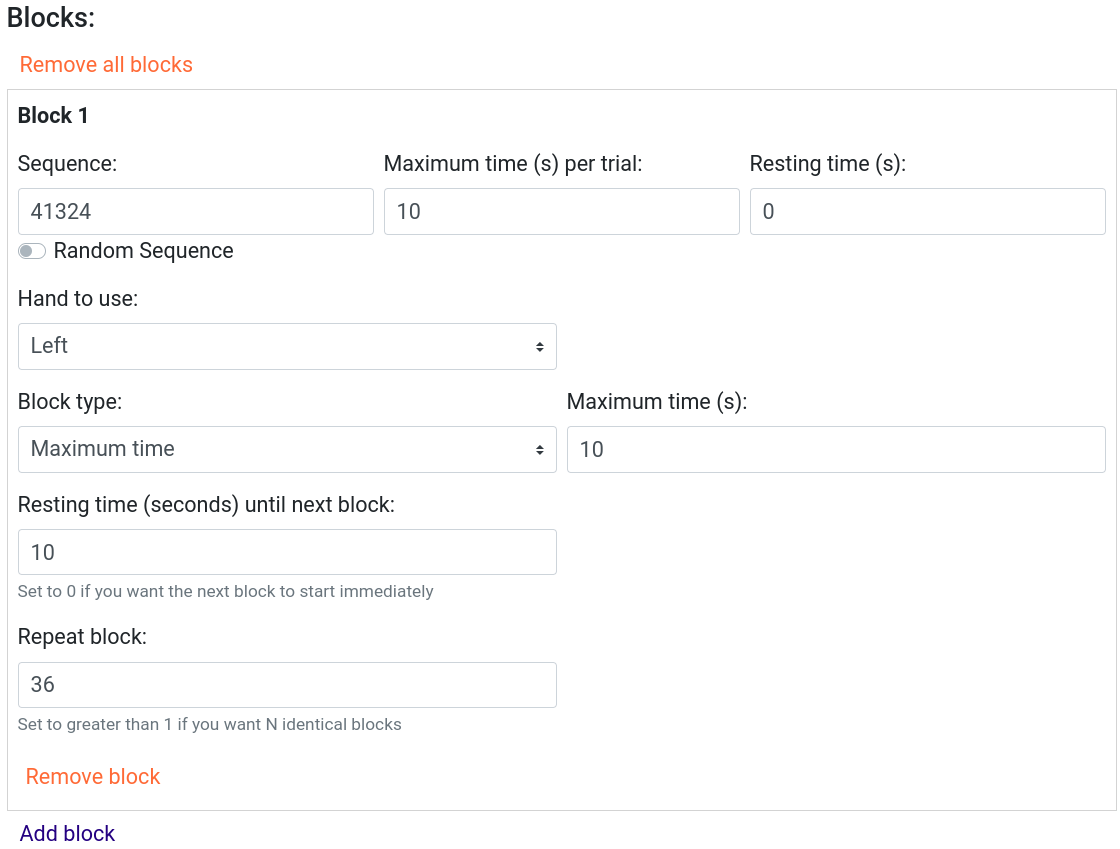 Blocks:
Remove all blocks
Block 1
Sequence: Maximum time (s) per trial: Resting time (s):
41324 10 0
Random Sequence
Hand to use:
Left
Block type: Maximum time (s):
Maximum time 10
Resting time (seconds) until next block:
10
Set to 0 if you want the next block to start immediately
Repeat block:
36
Set to greater than 1 if you want N identical blocks
Remove block
Add block